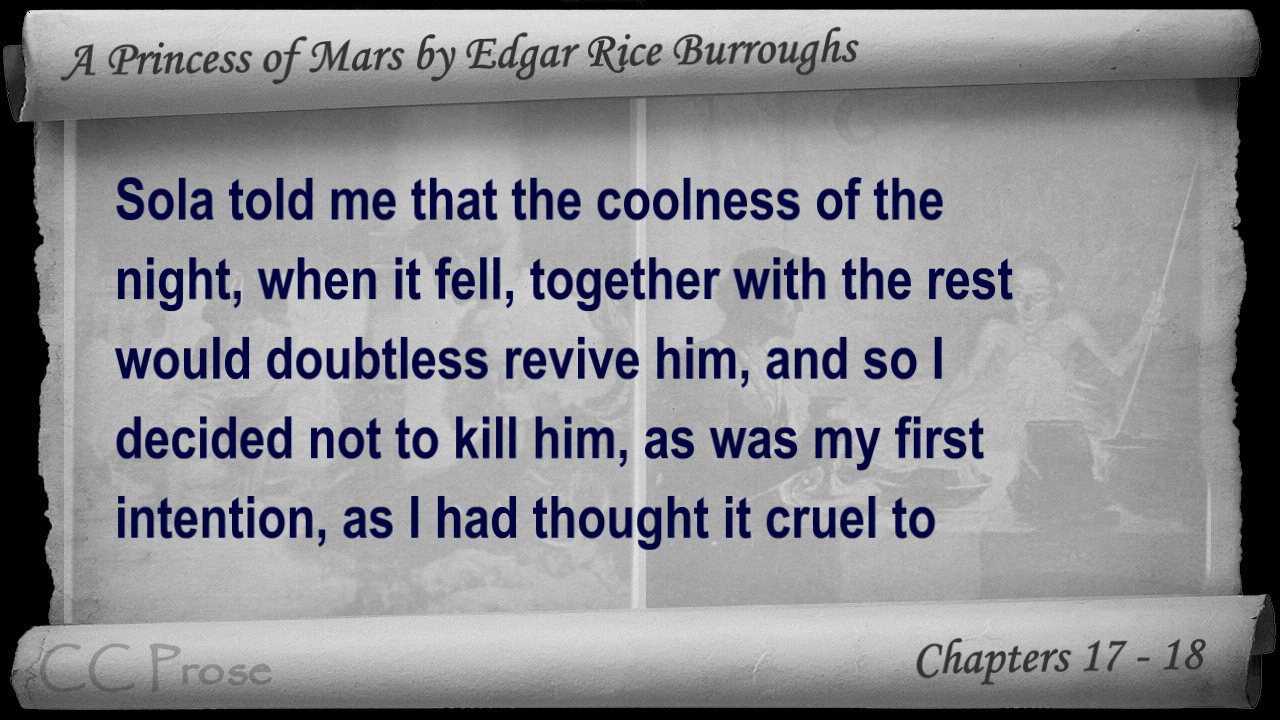 A Princess of Mars by Edgar Rice Burroughs
Sola told me that the coolness of the
night, when it fell, together with the rest
would doubtless revive him, and so I
decided not to kill him, as was my first
intention, as I had thought it cruel to
CC Prose
Chapters 17 - 18